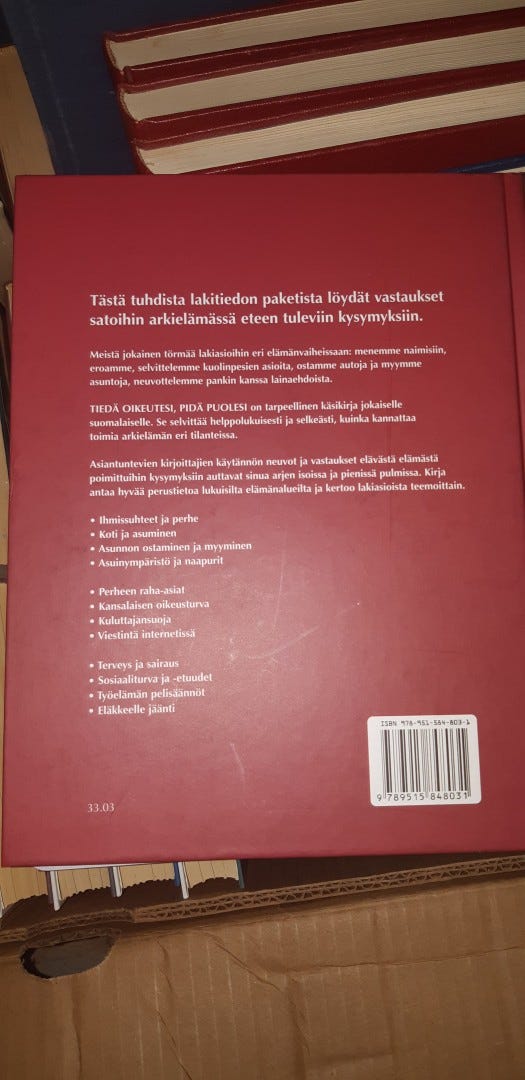 Tästä tuhdista lakitiedon paketista löydät vastaukset
satoihin arkielämässä eteen tuleviin kysymyksiin.
Meistä jokainen törmää lakiasioihin eri elämänvaiheissaan: menemme naimisiin,
eroamme, selvittelemme kuolinpesien asioita, ostamme autoja ja myymme
asuntoja, neuvottelemme pankin kanssa lainaehdoista.
TIEDÄ OIKEUTESI, PIDÄ PUOLESI on tarpeellinen käsikirja jokaiselle
suomalaiselle. Se selvittää helppolukuisesti ja selkeästi, kuinka kannattaa
toimia arkielämän eri tilanteissa.
Asiantuntevien kirjoittajien käytännön neuvot ja vastaukset elävästä elämästä
poimittuihin kysymyksiin auttavat sinua arjen isoissa ja pienissä pulmissa. Kirja
antaa hyvää perustietoa lukuisilta elämänalueilta ja kertoo lakiasioista teemoittain.
• Ihmissuhteet ja perhe
• Koti ja asuminen
• Asunnon ostaminen ja myyminen
• Asuinympäristö ja naapurit
• Perheen raha-asiat
• Kansalaisen oikeusturva
• Kuluttajansuoja
• Viestintä internetissä
• Terveys ja sairaus
• Sosiaaliturva ja -etuudet
• Työelämän pelisäännöt
• Eläkkeelle jäänti
ISBN 978-951-584-803-1
9 789515 848031
33.03